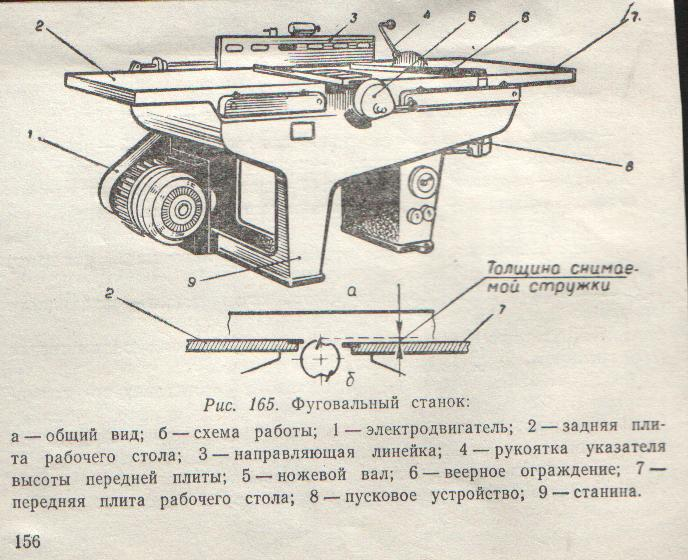 2 3 4 5 6 7
1
8
9
а
Толщина снимае-
мой стружки
2 7
б
Рис. 165. Фуговальный станок:
а — общий вид; б — схема работы; 1 — электродвигатель; 2 — задняя пли-
та рабочего стола; 3 — направляющая линейка; 4 — рукоятка указателя
высоты передней плиты; 5 — ножевой вал; 6 — веерное ограждение; 7 —
передняя плита рабочего стола; 8 — пусковое устройство; 9 — станина.
156